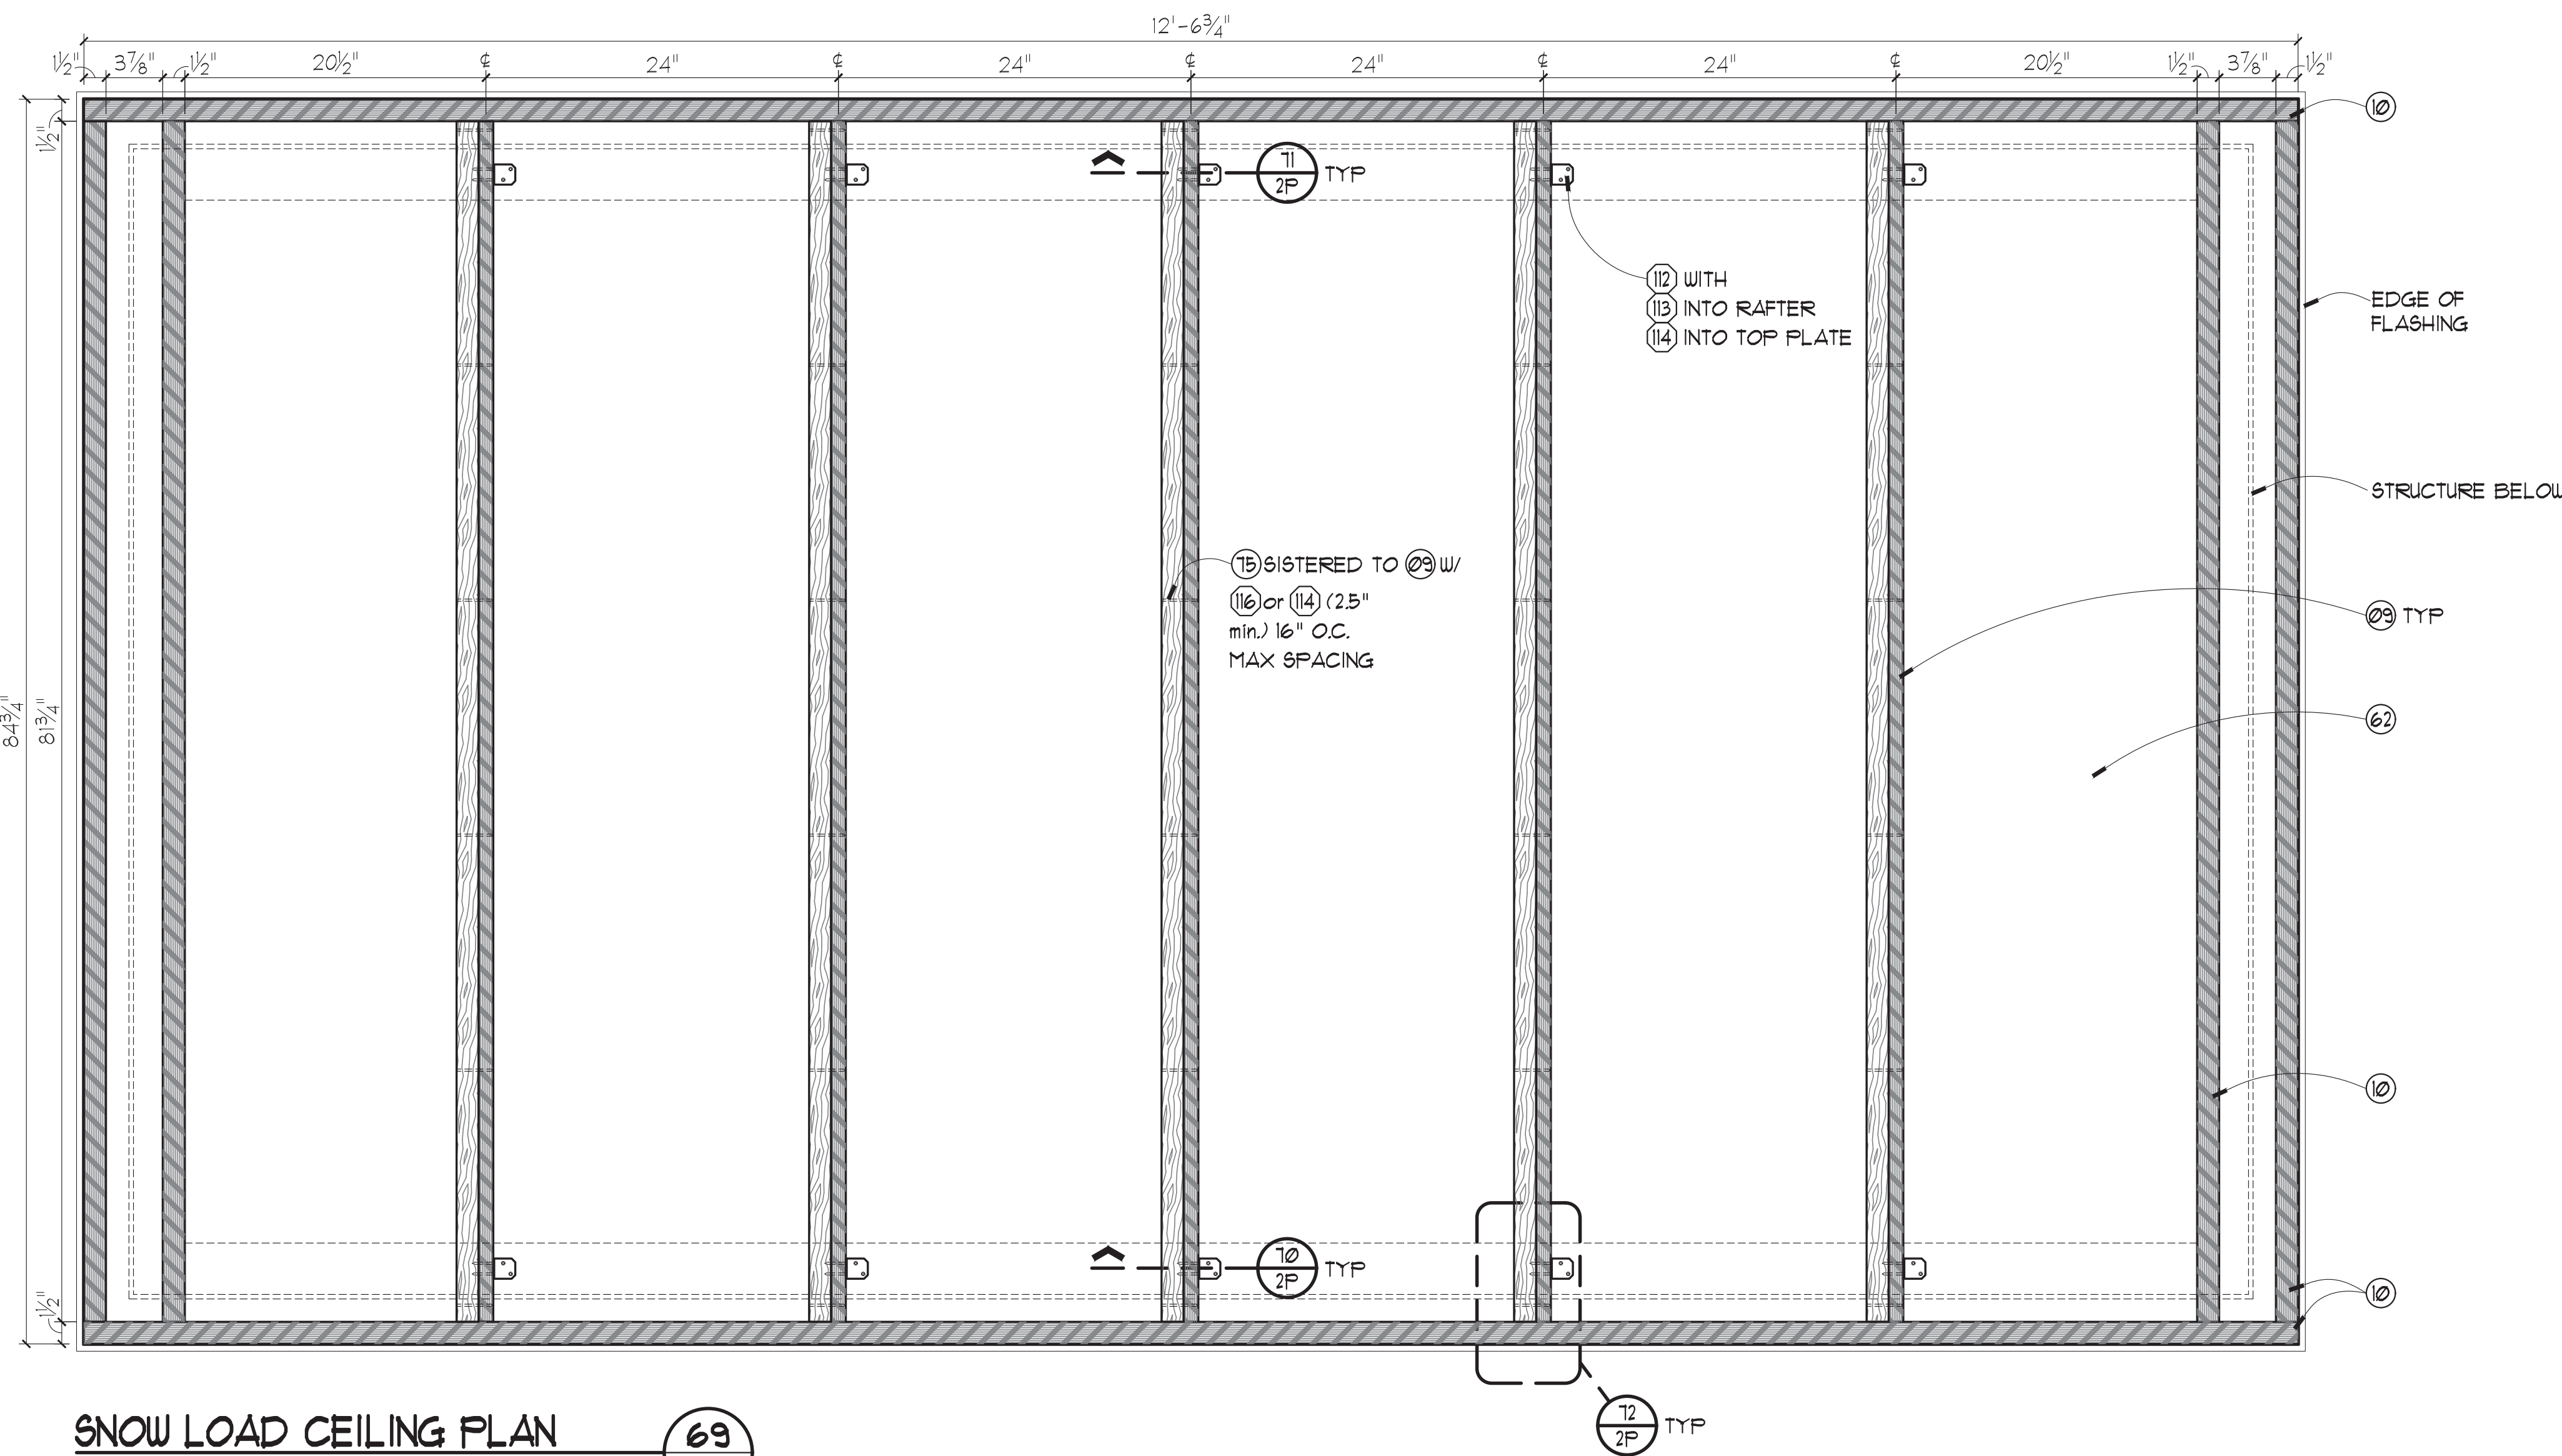 12'-6¾"
1½" 3⅞" 1½" 20½" ℄ 24" ℄ 24" ℄ 24" ℄ 24" ℄ 20½" 1½" 3⅞" 1½"
1½"
10
71
2P
TYP
112 WITH
113 INTO RAFTER
114 INTO TOP PLATE
EDGE OF
FLASHING
STRUCTURE BELOW
75 SISTERED TO 09 W/
116 or 114 (2.5"
min.) 16" O.C.
MAX SPACING
09 TYP
62
84¾"
81¾"
10
70
2P
TYP
10
1½"
72
2P
TYP
SNOW LOAD CEILING PLAN
69